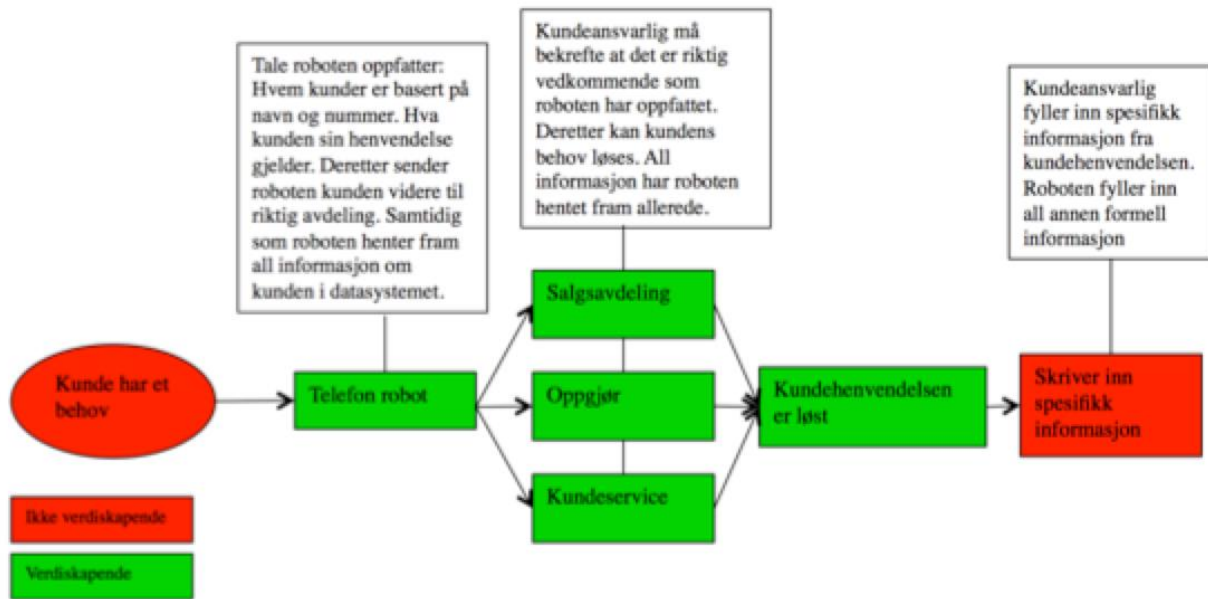 Tale roboten oppfatter:
Hvem kunder er basert på
navn og nummer. Hva
kunden sin henvendelse
gjelder. Deretter sender
roboten kunden videre til
riktig avdeling. Samtidig
som roboten henter fram
all informasjon om
kunden i datasystemet.
Kundeansvarlig må
bekrefte at det er riktig
vedkommende som
roboten har oppfattet.
Deretter kan kundens
behov løses. All
informasjon har roboten
hentet fram allerede.
Kundeansvarlig
fyller inn spesifikk
informasjon fra
kundehenvendelsen.
Roboten fyller inn
all annen formell
informasjon
Kunde har et
behov
Telefon robot
Salgsavdeling
Oppgjør
Kundeservice
Kundehenvendelsen
er løst
Skriver inn
spesifikk
informasjon
Ikke verdiskapende
Verdiskapende